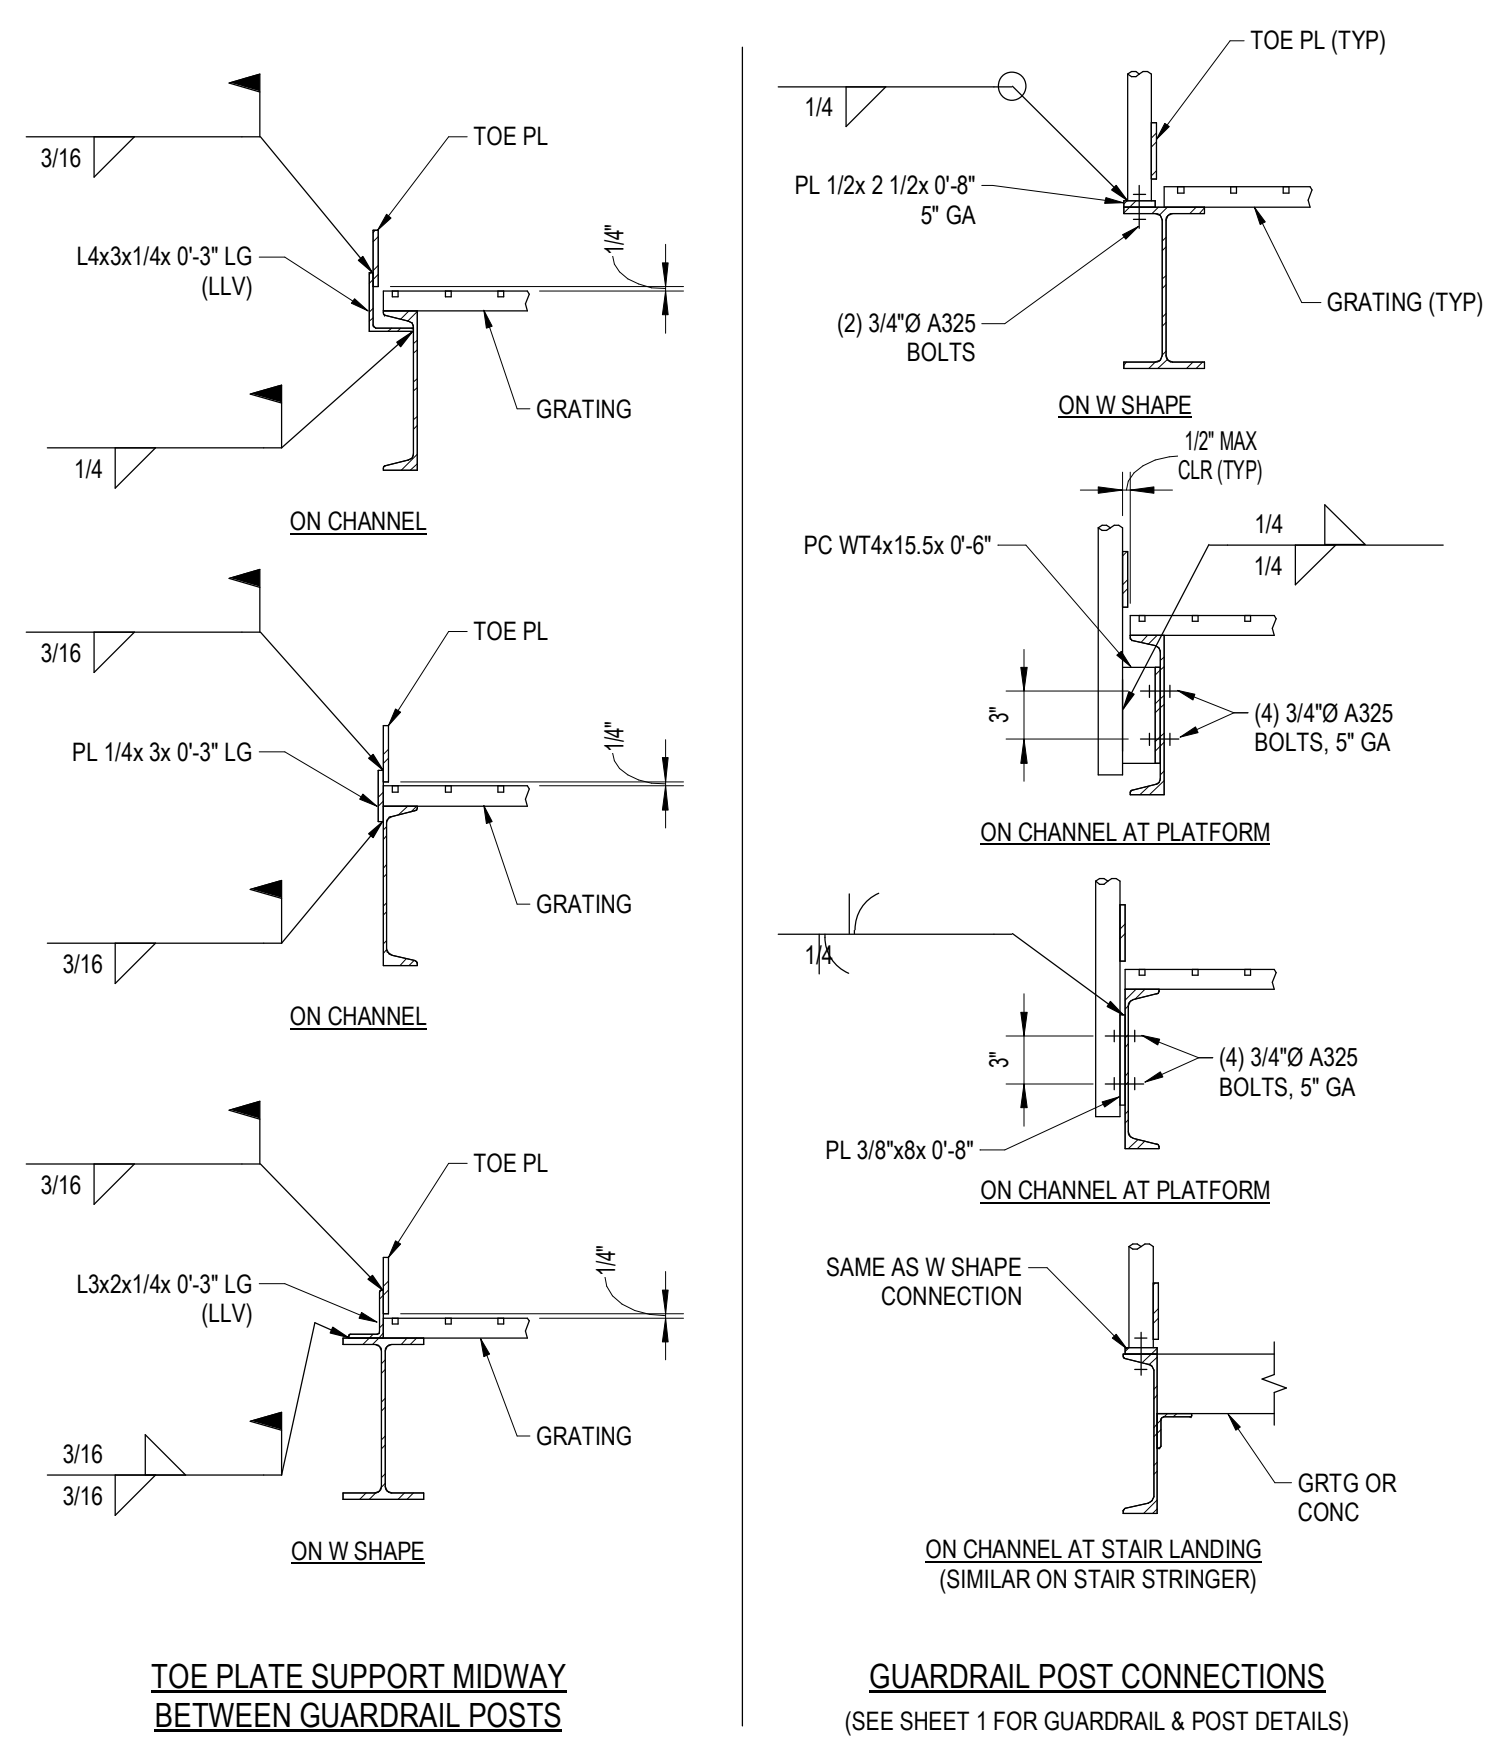 3/16
TOE PL
L4x3x1/4x 0'-3" LG
(LLV)
1/4"
GRATING
1/4
ON CHANNEL
3/16
TOE PL
PL 1/4x 3x 0'-3" LG
1/4"
GRATING
3/16
ON CHANNEL
3/16
TOE PL
L3x2x1/4x 0'-3" LG
(LLV)
1/4"
GRATING
3/16
3/16
ON W SHAPE
TOE PLATE SUPPORT MIDWAY
BETWEEN GUARDRAIL POSTS
TOE PL (TYP)
1/4
PL 1/2x 2 1/2x 0'-8"
5" GA
(2) 3/4"Ø A325
BOLTS
GRATING (TYP)
ON W SHAPE
1/2" MAX
CLR (TYP)
PC WT4x15.5x 0'-6"
1/4
1/4
3"
(4) 3/4"Ø A325
BOLTS, 5" GA
ON CHANNEL AT PLATFORM
1/4
3"
(4) 3/4"Ø A325
BOLTS, 5" GA
PL 3/8"x8x 0'-8"
ON CHANNEL AT PLATFORM
SAME AS W SHAPE
CONNECTION
GRTG OR
CONC
ON CHANNEL AT STAIR LANDING
(SIMILAR ON STAIR STRINGER)
GUARDRAIL POST CONNECTIONS
(SEE SHEET 1 FOR GUARDRAIL & POST DETAILS)